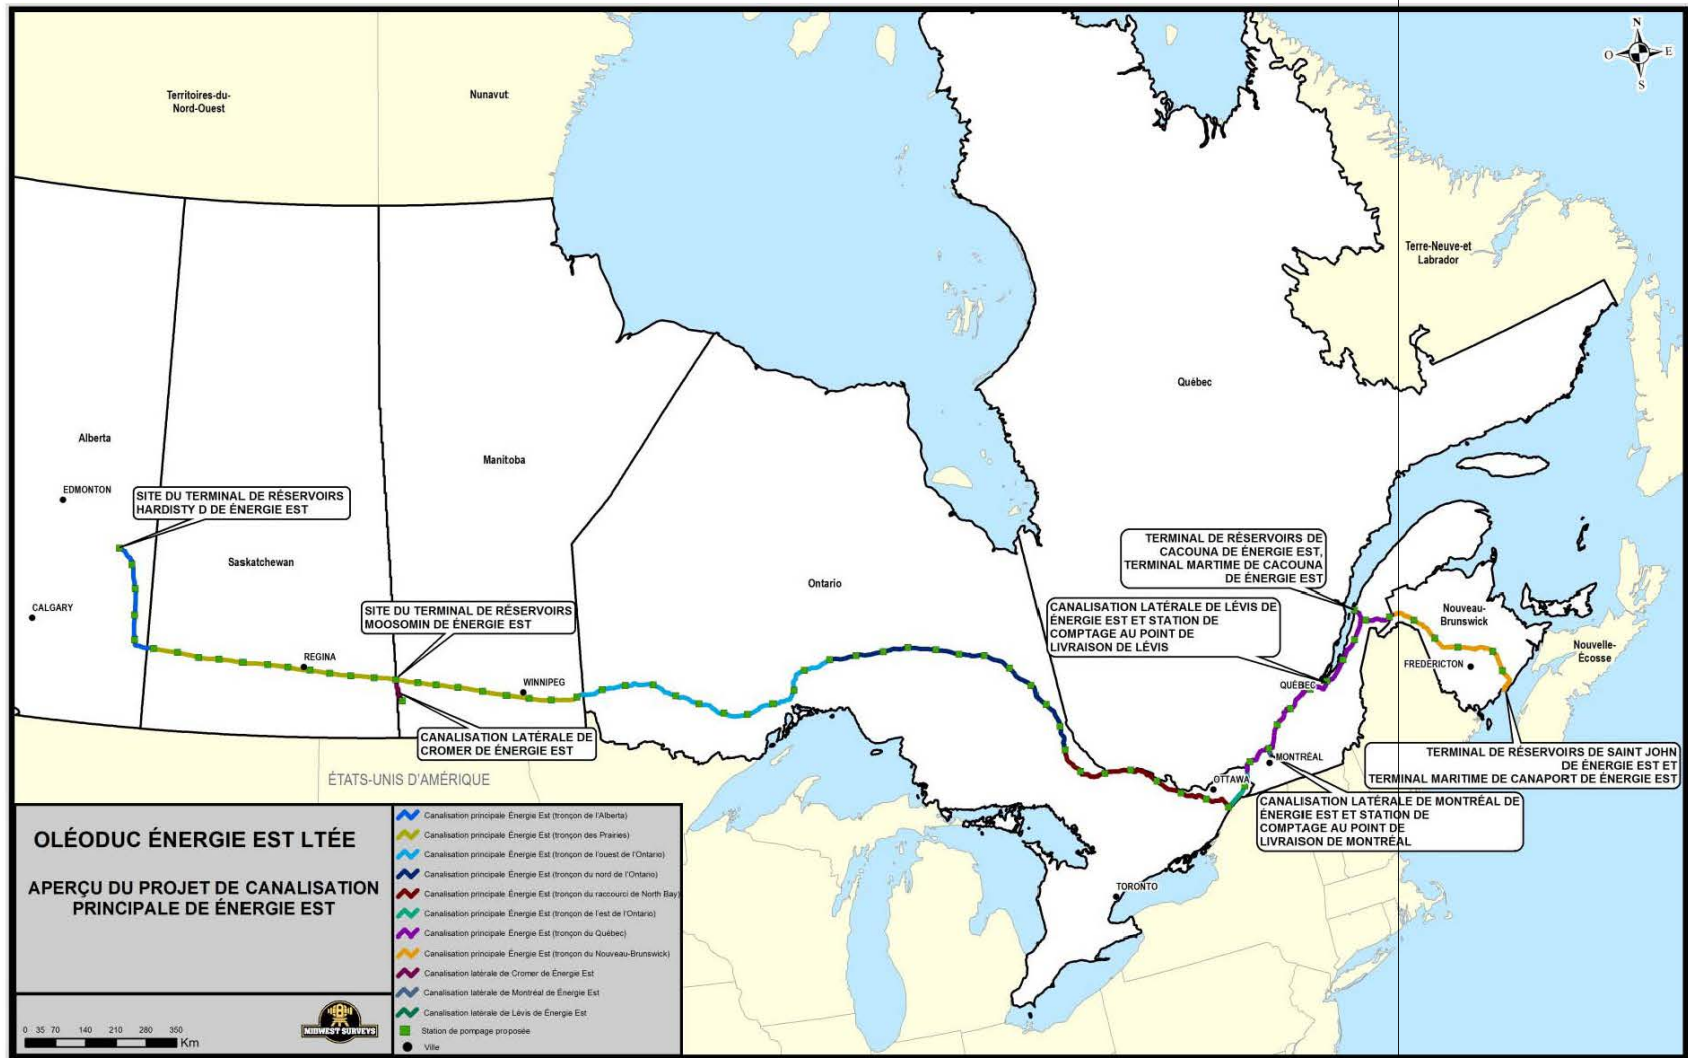 N
O
E
S
Territoires-du-
Nord-Ouest
Nunavut
Terre-Neuve-et
Labrador
Québec
Alberta
Manitoba
EDMONTON
SITE DU TERMINAL DE RÉSERVOIRS
HARDISTY D DE ÉNERGIE EST
Saskatchewan
Ontario
TERMINAL DE RÉSERVOIRS DE
CACOUNA DE ÉNERGIE EST,
TERMINAL MARTIME DE CACOUNA
DE ÉNERGIE EST
CALGARY
SITE DU TERMINAL DE RÉSERVOIRS
MOOSOMIN DE ÉNERGIE EST
CANALISATION LATÉRALE DE LÉVIS DE
ÉNERGIE EST ET STATION DE
COMPTAGE AU POINT DE
LIVRAISON DE LÉVIS
Nouveau-
Brunswick
Nouvelle-
Écosse
REGINA
WINNIPEG
FREDERICTON
QUÉBEC
CANALISATION LATÉRALE DE
CROMER DE ÉNERGIE EST
TERMINAL DE RÉSERVOIRS DE SAINT JOHN
DE ÉNERGIE EST ET
TERMINAL MARITIME DE CANAPORT DE ÉNERGIE EST
MONTRÉAL
OTTAWA
ÉTATS-UNIS D'AMÉRIQUE
CANALISATION LATÉRALE DE MONTRÉAL DE
ÉNERGIE EST ET STATION DE
COMPTAGE AU POINT DE
LIVRAISON DE MONTRÉAL
TORONTO
OLÉODUC ÉNERGIE EST LTÉE
APERÇU DU PROJET DE CANALISATION
PRINCIPALE DE ÉNERGIE EST
Canalisation principale Énergie Est (tronçon de l'Alberta)
Canalisation principale Énergie Est (tronçon des Prairies)
Canalisation principale Énergie Est (tronçon de l'ouest de l'Ontario)
Canalisation principale Énergie Est (tronçon du nord de l'Ontario)
Canalisation principale Énergie Est (tronçon du raccourci de North Bay)
Canalisation principale Énergie Est (tronçon de l'est de l'Ontario)
Canalisation principale Énergie Est (tronçon du Québec)
Canalisation principale Énergie Est (tronçon du Nouveau-Brunswick)
Canalisation latérale de Cromer de Énergie Est
Canalisation latérale de Montréal de Énergie Est
Canalisation latérale de Lévis de Énergie Est
Station de pompage proposée
Ville
0 35 70 140 210 280 350
Km
MIDWEST SURVEYS